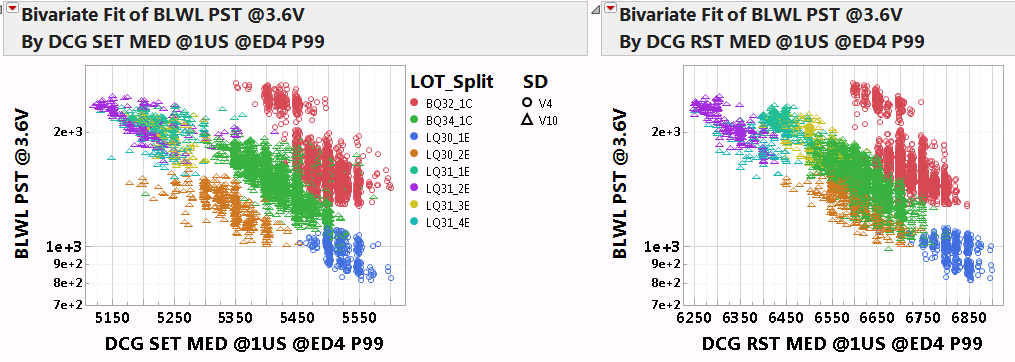 Bivariate Fit of BLWL PST @3.6V
By DCG SET MED @1US @ED4 P99
BLWL PST @3.6V
2e+3
1e+3
9e+2
8e+2
7e+2
5150 5250 5350 5450 5550
DCG SET MED @1US @ED4 P99
LOT_Split
BQ32_1C
BQ34_1C
LQ30_1E
LQ30_2E
LQ31_1E
LQ31_2E
LQ31_3E
LQ31_4E
SD
V4
V10
Bivariate Fit of BLWL PST @3.6V
By DCG RST MED @1US @ED4 P99
BLWL PST @3.6V
2e+3
1e+3
9e+2
8e+2
7e+2
6250 6350 6450 6550 6650 6750 6850
DCG RST MED @1US @ED4 P99